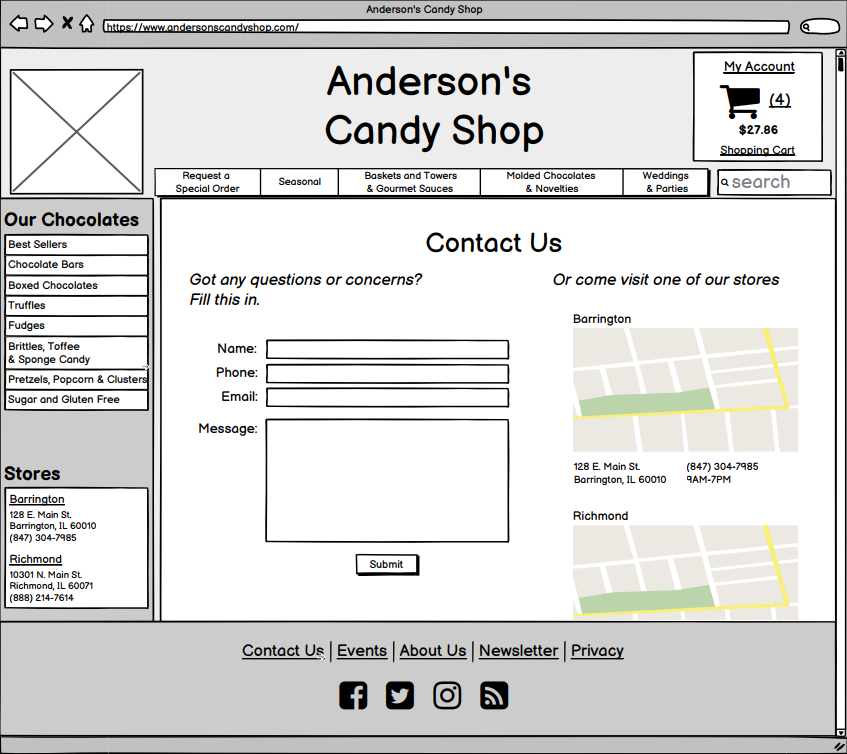 Anderson's Candy Shop
https://www.andersonscandyshop.com/
Anderson's
Candy Shop
My Account
(4)
$27.86
Shopping Cart
Request a
Special Order
Seasonal
Baskets and Towers
& Gourmet Sauces
Molded Chocolates
& Novelties
Weddings
& Parties
search
Our Chocolates
Best Sellers
Chocolate Bars
Boxed Chocolates
Truffles
Fudges
Brittles, Toffee
& Sponge Candy
Pretzels, Popcorn & Clusters
Sugar and Gluten Free
Stores
Barrington
128 E. Main St.
Barrington, IL 60010
(847) 304-7985
Richmond
10301 N. Main St.
Richmond, IL 60071
(888) 214-7614
Contact Us
Got any questions or concerns?
Fill this in.
Name:
Phone:
Email:
Message:
Submit
Or come visit one of our stores
Barrington
128 E. Main St. (847) 304-7985
Barrington, IL 60010 9AM-7PM
Richmond
Contact Us | Events | About Us | Newsletter | Privacy